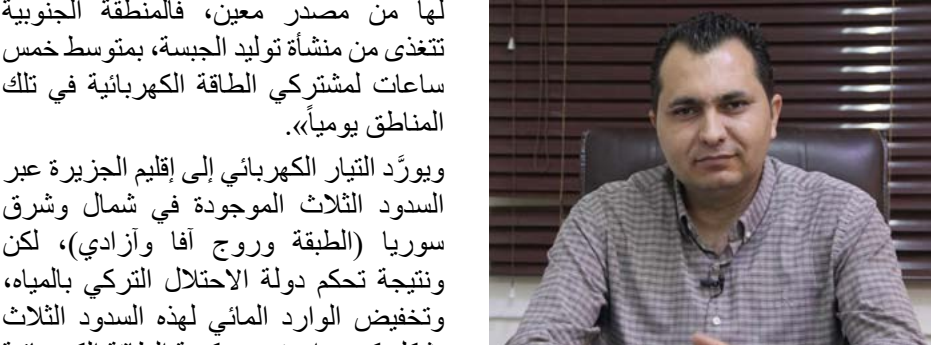 لها من مصدر معين، فالمنطقة الجنوبية
تتغذى من منشأة توليد الجبسة، بمتوسط خمس
ساعات لمشتركي الطاقة الكهربائية في تلك
المناطق يومياً».
ويورَّد التيار الكهربائي إلى إقليم الجزيرة عبر
السدود الثلاث الموجودة في شمال وشرق
سوريا (الطبقة وروج آفا وآزادي)، لكن
ونتيجة تحكم دولة الاحتلال التركي بالمياه،
وتخفيض الوارد المائي لهذه السدود الثلاث